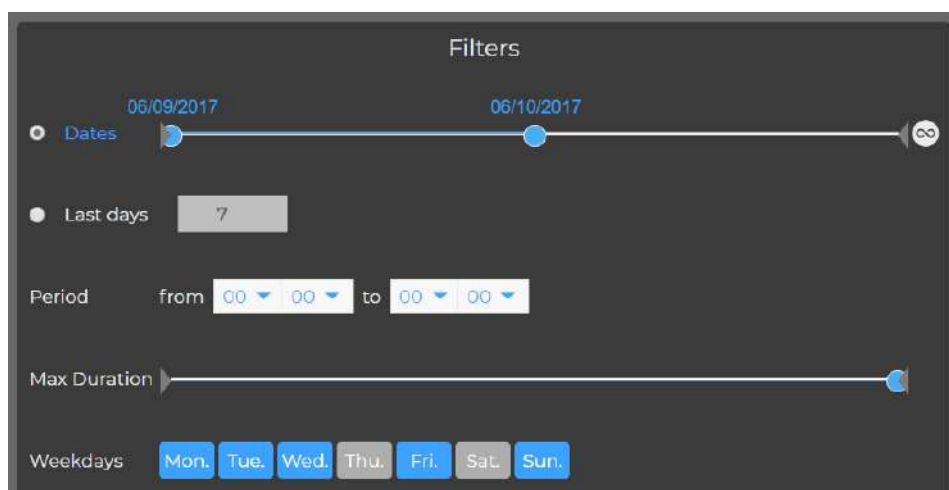 Filters
06/09/2017 06/10/2017
Dates ∞
Last days 7
Period from 00 00 to 00 00
Max Duration
Weekdays Mon. Tue. Wed. Thu. Fri. Sat. Sun.